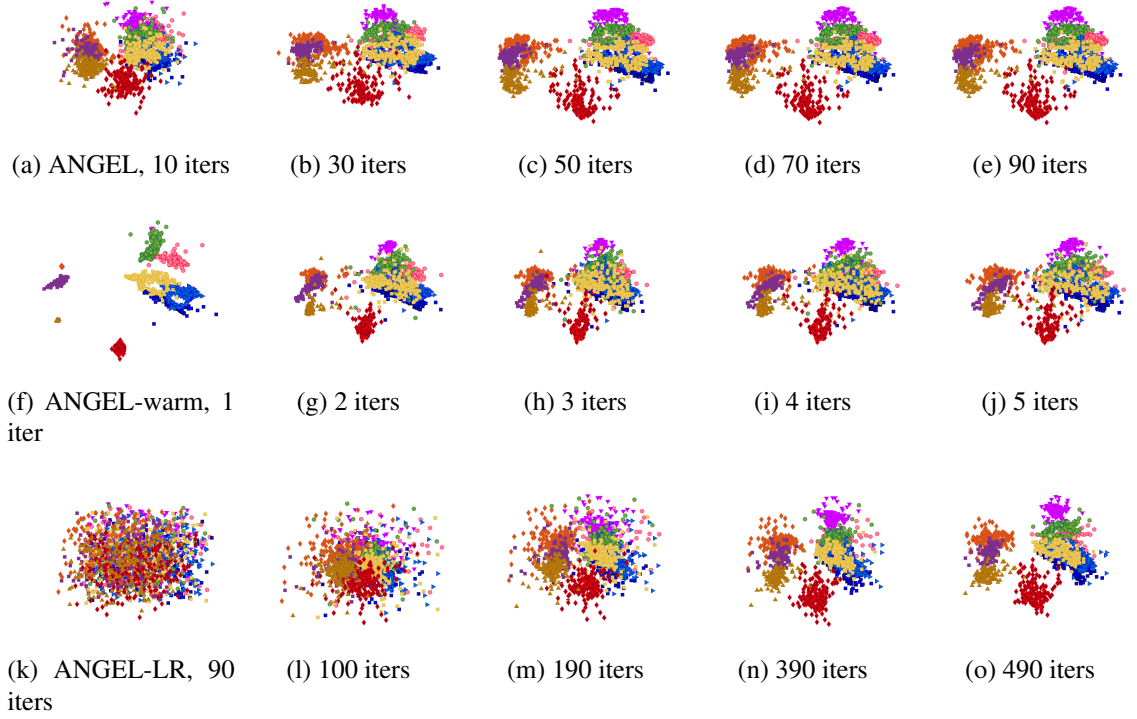 (a) ANGEL, 10 iters
(b) 30 iters
(c) 50 iters
(d) 70 iters
(e) 90 iters
(f) ANGEL-warm, 1
iter
(g) 2 iters
(h) 3 iters
(i) 4 iters
(j) 5 iters
(k) ANGEL-LR, 90
iters
(l) 100 iters
(m) 190 iters
(n) 390 iters
(o) 490 iters